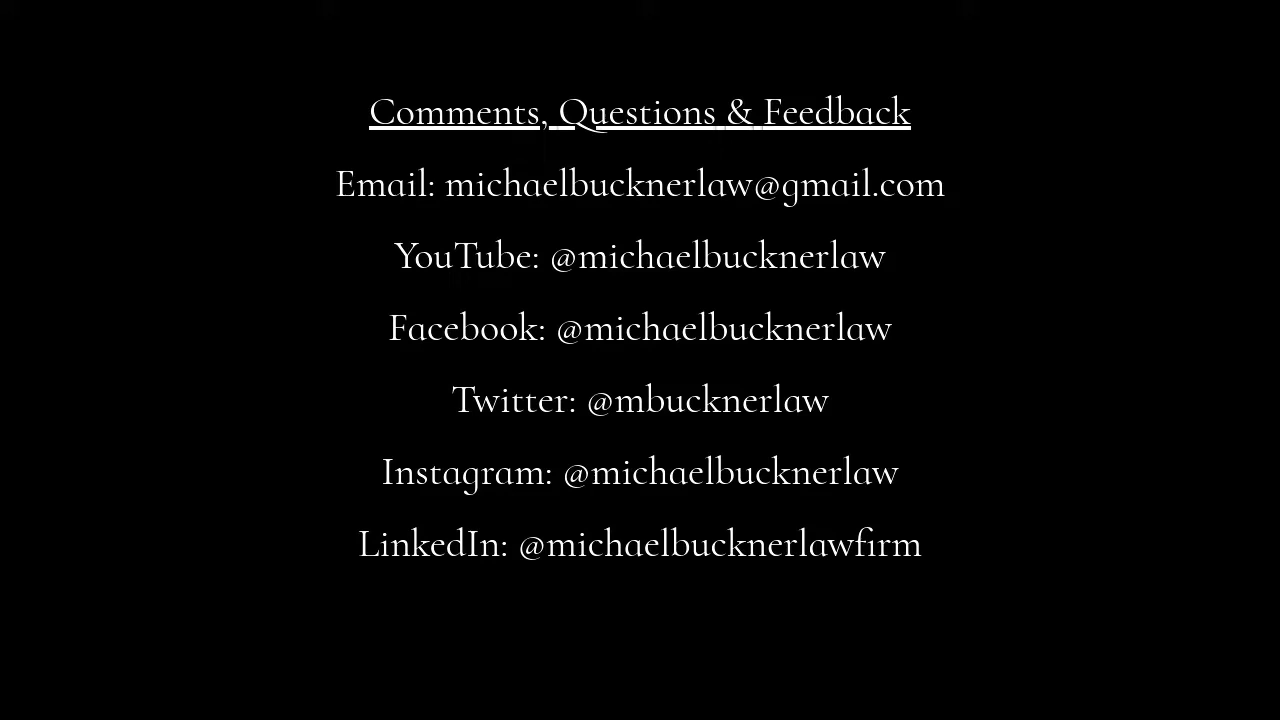 Comments, Questions & Feedback
Email: michaelbucknerlaw@gmail.com
YouTube: @michaelbucknerlaw
Facebook: @michaelbucknerlaw
Twitter: @mbucknerlaw
Instagram: @michaelbucknerlaw
LinkedIn: @michaelbucknerlawfirm